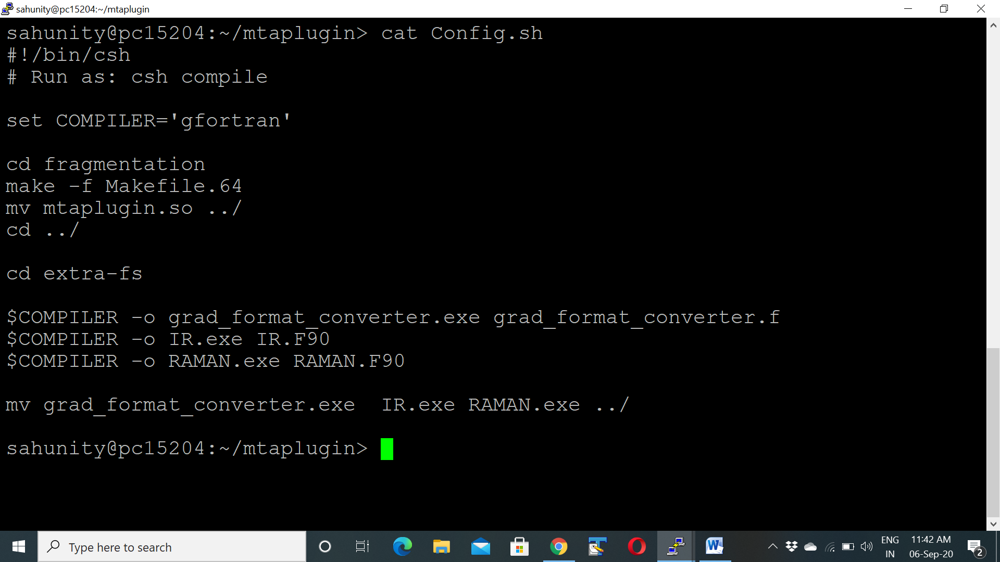 sahunity@pc15204:~/mtaplugin
sahunity@pc15204:~/mtaplugin> cat Config.sh
#!/bin/csh
# Run as: csh compile
set COMPILER='gfortran'
cd fragmentation
make -f Makefile.64
mv mtaplugin.so ../
cd ../
cd extra-fs
$COMPILER -o grad_format_converter.exe grad_format_converter.f
$COMPILER -o IR.exe IR.F90
$COMPILER -o RAMAN.exe RAMAN.F90
mv grad_format_converter.exe  IR.exe RAMAN.exe ../
sahunity@pc15204:~/mtaplugin>
Type here to search
ENG
IN
11:42 AM
06-Sep-20
2